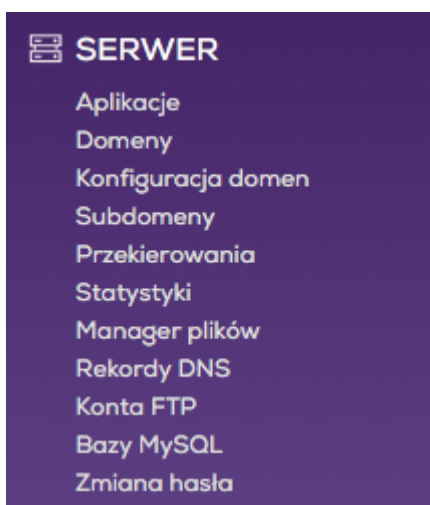 SERWER
Aplikacje
Domeny
Konfiguracja domen
Subdomeny
Przekierowania
Statystyki
Manager plików
Rekordy DNS
Konta FTP
Bazy MySQL
Zmiana hasła